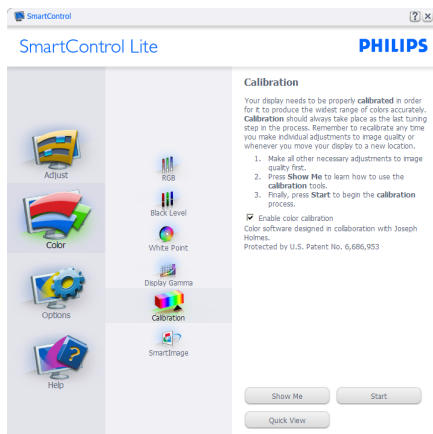 SmartControl
SmartControl Lite
PHILIPS
Adjust
Color
Options
Help
RGB
Black Level
White Point
Display Gamma
Calibration
SmartImage
Calibration
Your display needs to be properly calibrated in order
for it to produce the widest range of colors accurately.
Calibration should always take place as the last tuning
step in the process. Remember to recalibrate any time
you make individual adjustments to image quality or
whenever you move your display to a new location.
1. Make all other necessary adjustments to image
quality first.
2. Press Show Me to learn how to use the
calibration tools.
3. Finally, press Start to begin the calibration
process.
Enable color calibration
Color software designed in collaboration with Joseph
Holmes.
Protected by U.S. Patent No. 6,686,953
Show Me
Start
Quick View